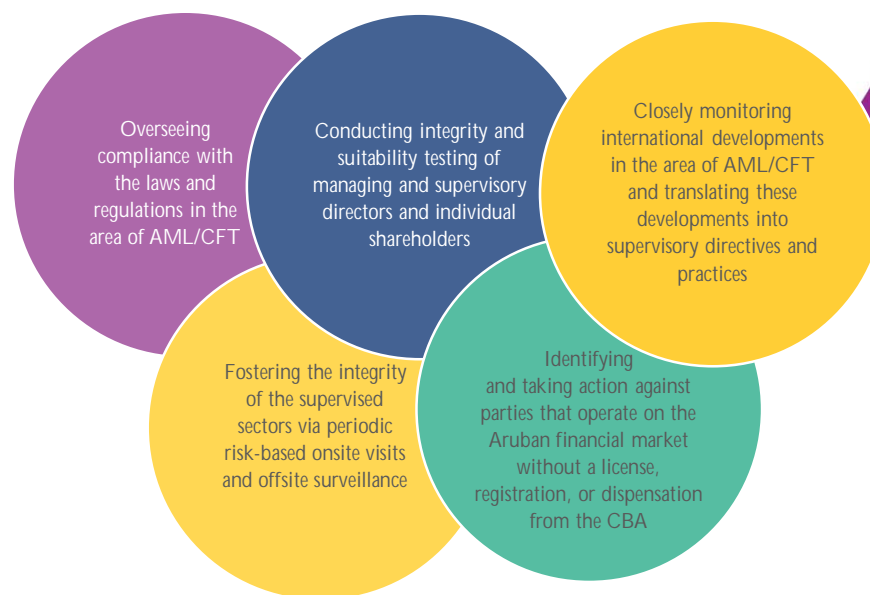 Overseeing
compliance with
the laws and
regulations in the
area of AML/CFT
Conducting integrity and
suitability testing of
managing and supervisory
directors and individual
shareholders
Closely monitoring
international developments
in the area of AML/CFT
and translating these
developments into
supervisory directives and
practices
Fostering the integrity
of the supervised
sectors via periodic
risk-based onsite visits
and offsite surveillance
Identifying
and taking action against
parties that operate on the
Aruban financial market
without a license,
registration, or dispensation
from the CBA